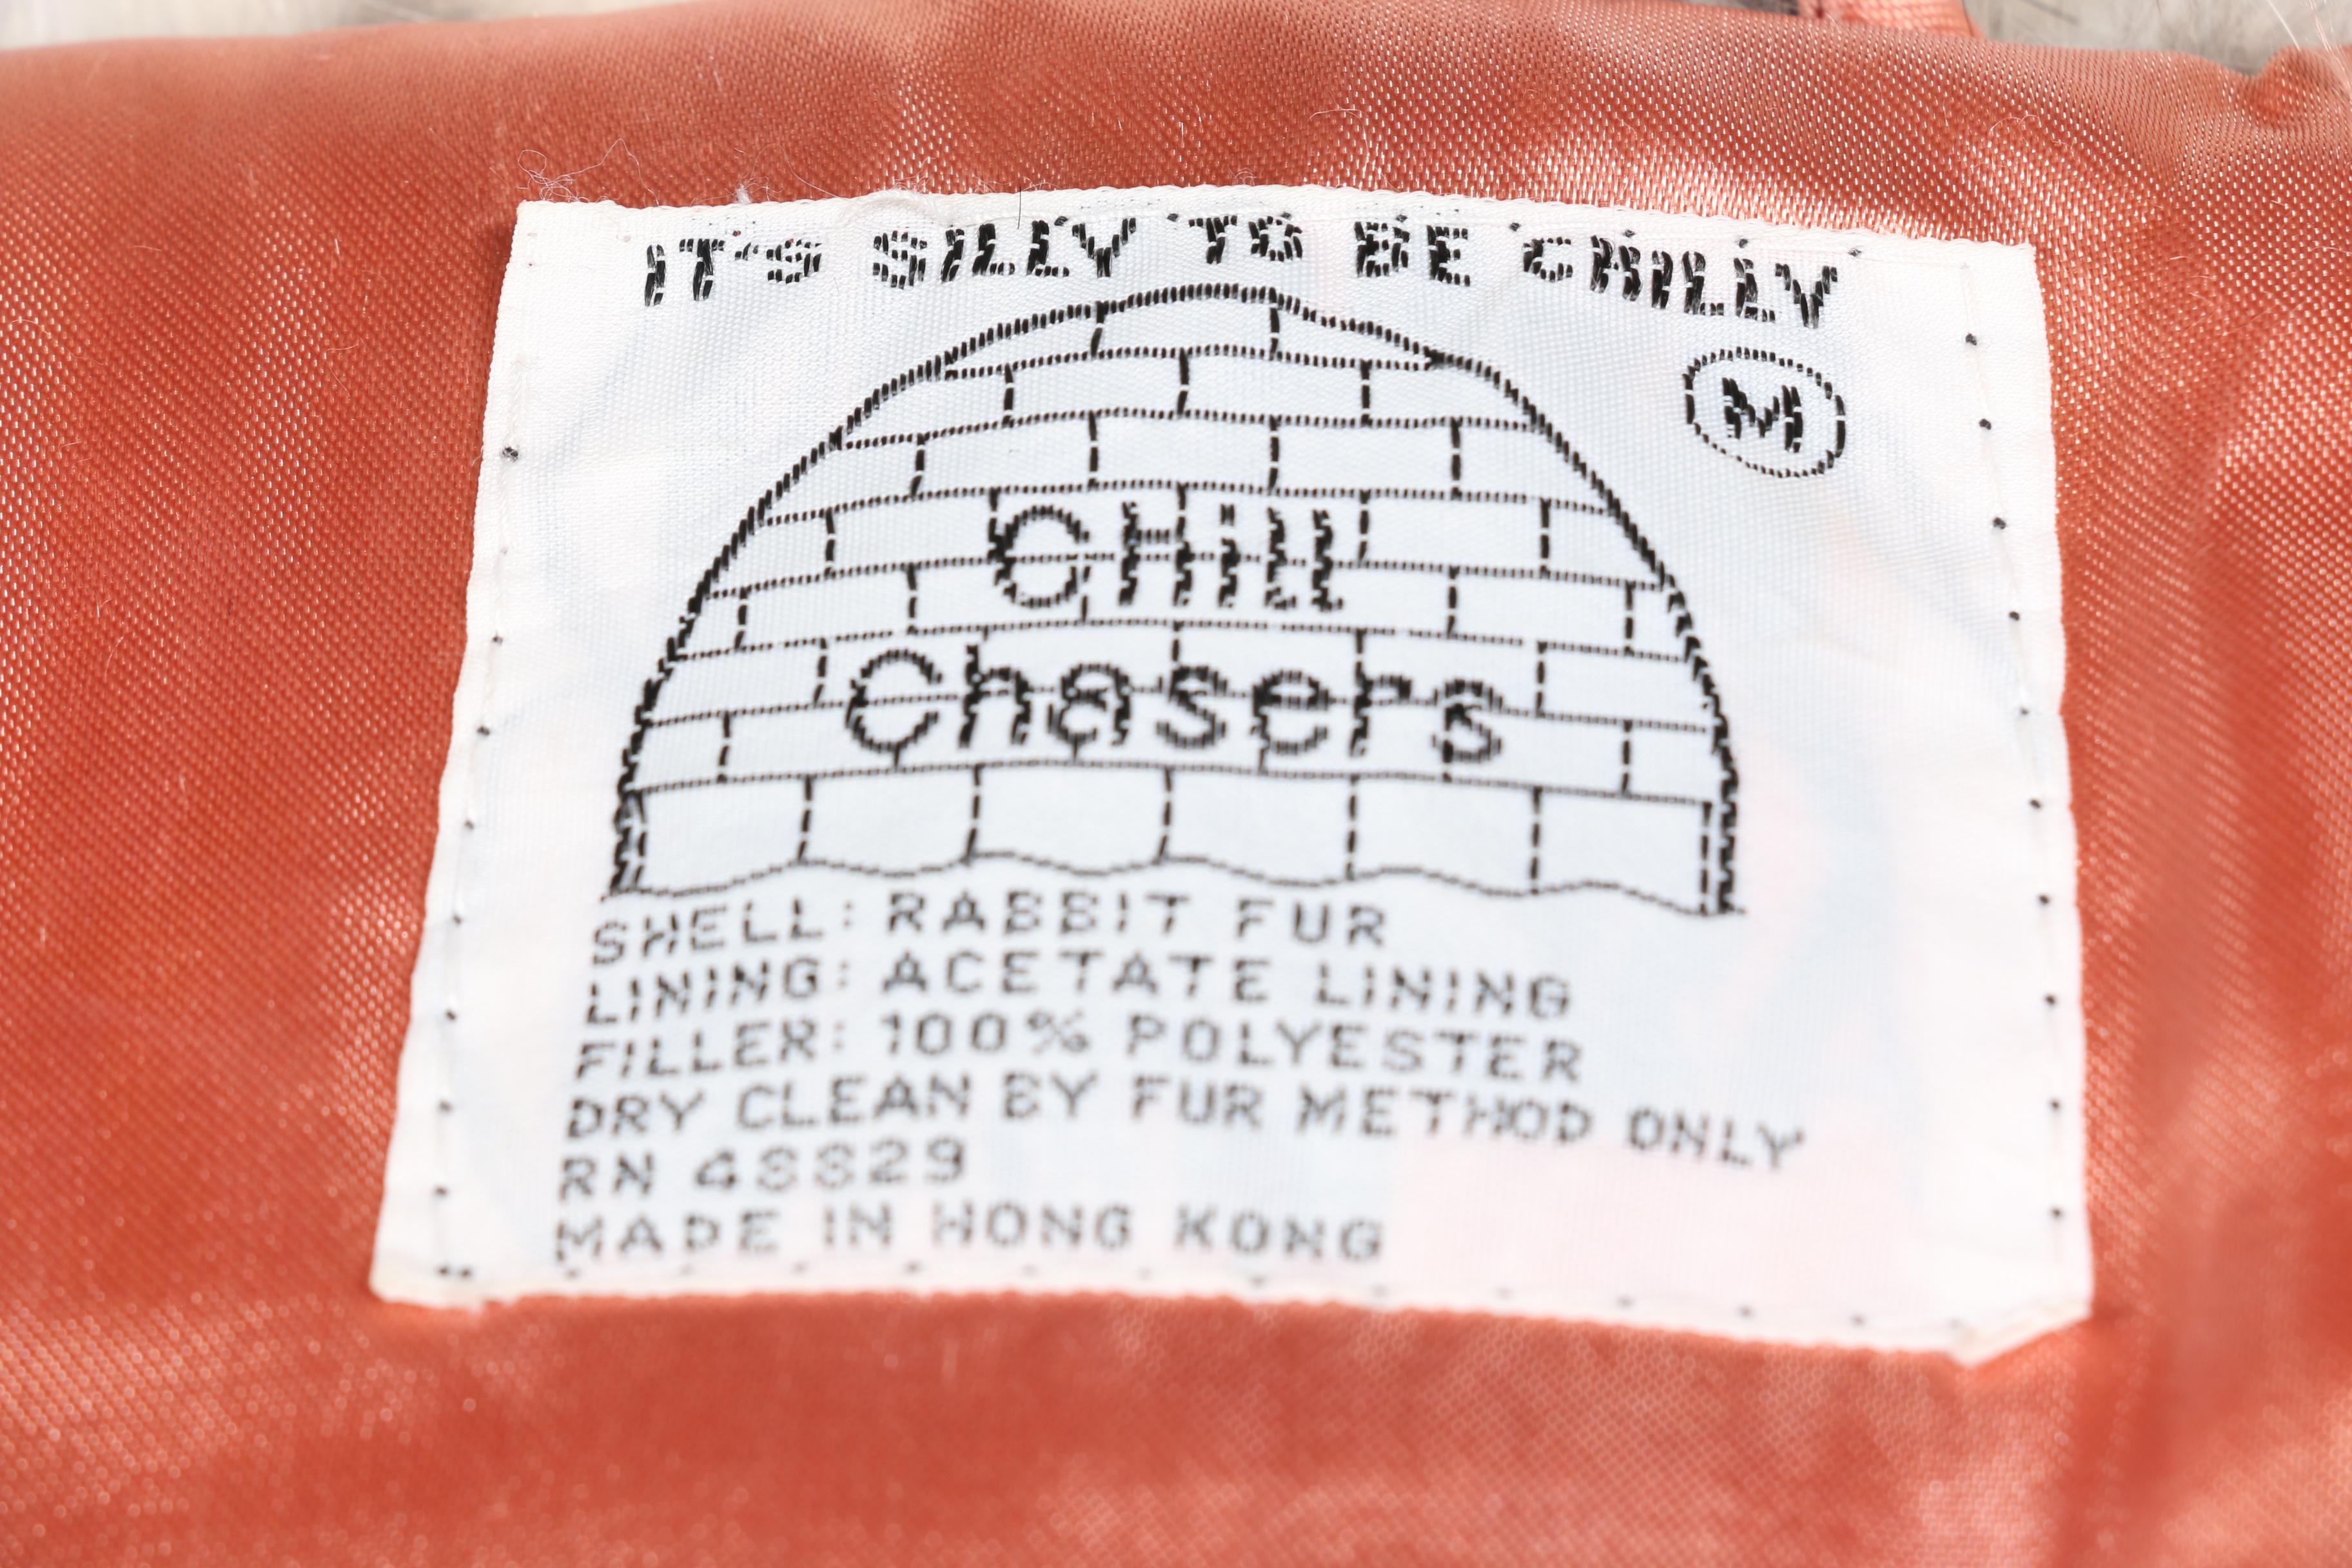 IT'S SILLY TO BE CHILLY
M
CHiLL
Chasers
SHELL: RABBIT FUR
LINING: ACETATE LINING
FILLER: 100% POLYESTER
DRY CLEAN BY FUR METHOD ONLY
RN 48829
MADE IN HONG KONG